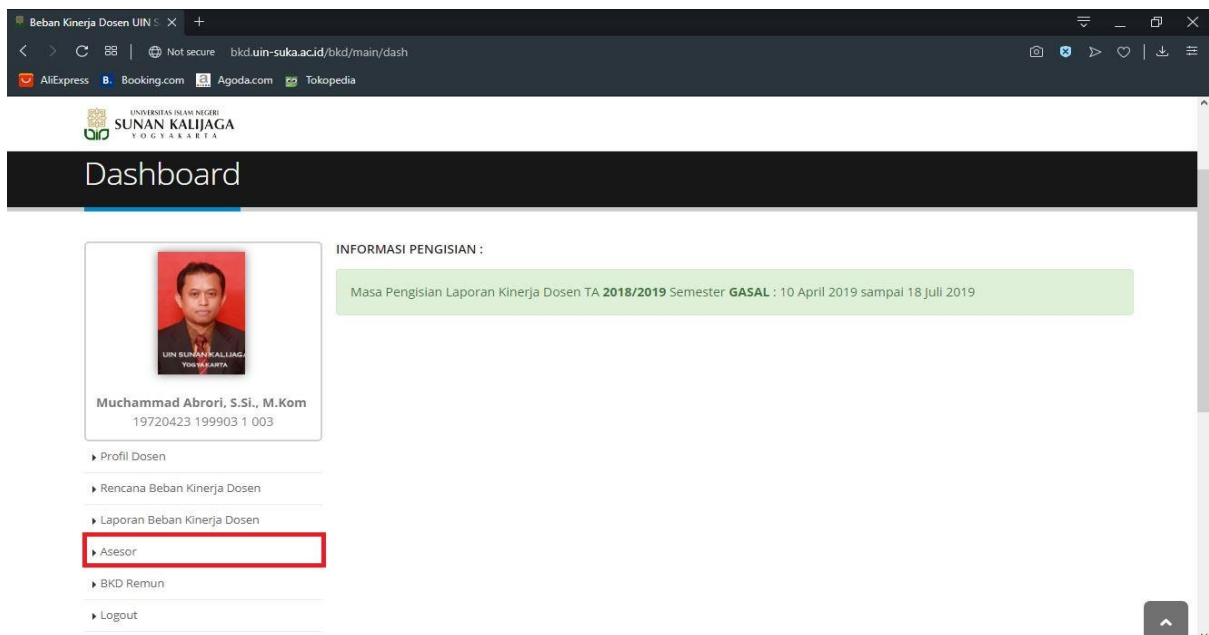 Beban Kinerja Dosen UIN S
Not secure bkd.uin-suka.ac.id/bkd/main/dash
AliExpress B. Booking.com a Agoda.com Tokopedia
UNIVERSITAS ISLAM NEGERI
SUNAN KALIJAGA
YOGYAKARTA
Dashboard
UIN SUNAN KALIJAGA
YOGYAKARTA
Muchammad Abrori, S.Si., M.Kom
19720423 199903 1 003
Profil Dosen
Rencana Beban Kinerja Dosen
Laporan Beban Kinerja Dosen
Asesor
BKD Remun
Logout
INFORMASI PENGISIAN :
Masa Pengisian Laporan Kinerja Dosen TA 2018/2019 Semester GASAL : 10 April 2019 sampai 18 Juli 2019